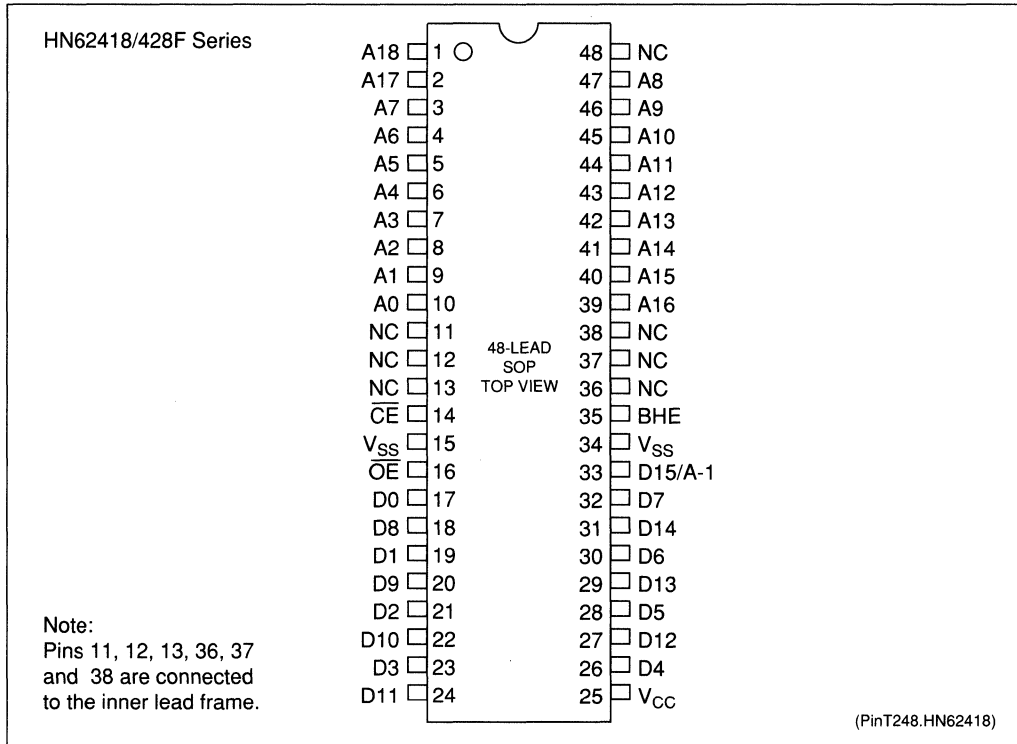 HN62418/428F Series
A18 1 48 NC
A17 2 47 A8
A7 3 46 A9
A6 4 45 A10
A5 5 44 A11
A4 6 43 A12
A3 7 42 A13
A2 8 41 A14
A1 9 40 A15
A0 10 39 A16
NC 11 38 NC
NC 12 37 NC
NC 13 36 NC
48-LEAD
SOP
TOP VIEW
C̅E̅ 14 35 BHE
VSS 15 34 VSS
O̅E̅ 16 33 D15/A-1
D0 17 32 D7
D8 18 31 D14
D1 19 30 D6
D9 20 29 D13
D2 21 28 D5
D10 22 27 D12
D3 23 26 D4
D11 24 25 VCC
Note:
Pins 11, 12, 13, 36, 37
and 38 are connected
to the inner lead frame.
(PinT248.HN62418)